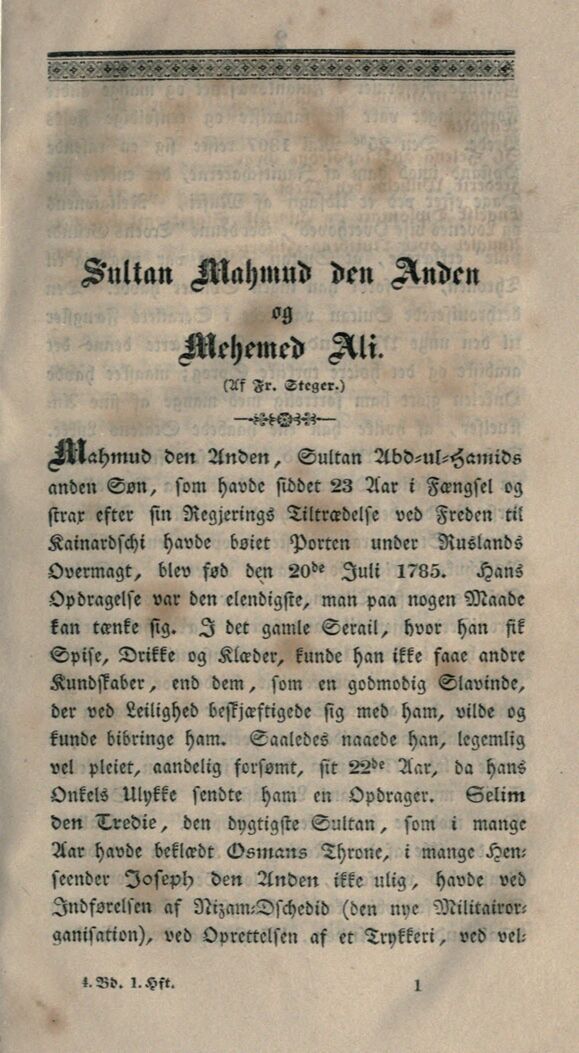 Sultan Mahmud den Anden
og
Mehemed Ali.
(Af Fr. Steger.)
Mahmud den Anden, Sultan Abd-ul-Hamids
anden Søn, som havde siddet 23 Aar i Fængsel og
strax efter sin Regjerings Tiltrædelse ved Freden til
Kainardschi havde bøiet Porten under Ruslands
Overmagt, blev fød den 20de Juli 1785. Hans
Opdragelse var den elendigste, man paa nogen Maade
kan tænke sig. I det gamle Serail, hvor han fik
Spise, Drikke og Klæder, kunde han ikke faae andre
Kundskaber, end dem, som en godmodig Slavinde,
der ved Leilighed beskjæftigede sig med ham, vilde og
kunde bibringe ham. Saaledes naaede han, legemlig
vel pleiet, aandelig forsømt, sit 22de Aar, da hans
Onkels Ulykke sendte ham en Opdrager. Selim
den Tredie, den dygtigste Sultan, som i mange
Aar havde beklædt Osmans Throne, i mange Hen-
seender Joseph den Anden ikke ulig, havde ved
Indførelsen af Nizam-Dschedid (den nye Militairor-
ganisation), ved Oprettelsen af et Trykkeri, ved vel-
4. Bd. 1. Hft.
1